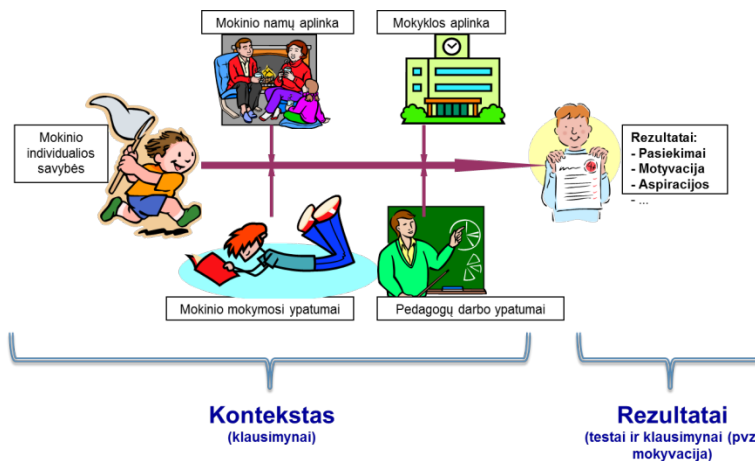 Mokinio namų aplinka
Mokyklos aplinka
Mokinio
individualios
savybės
Rezultatai:
- Pasiekimai
- Motyvacija
- Aspiracijos
- ...
Mokinio mokymosi ypatumai
Pedagogų darbo ypatumai
Kontekstas
(klausimynai)
Rezultatai
(testai ir klausimynai (pvz
mokyvacija)